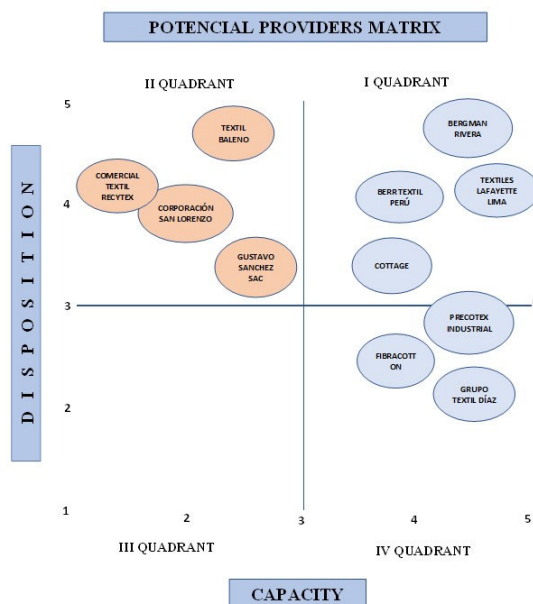 POTENCIAL PROVIDERS MATRIX
II QUADRANT
I QUADRANT
5
TEXTIL
BALENO
BERGMAN
RIVERA
COMERCIAL
TEXTIL
RECYTEX
TEXTILES
LAFAYETTE
LIMA
4
CORPORACIÓN
SAN LORENZO
BERRTEXTIL
PERÚ
GUSTAVO
SANCHEZ
SAC
COTTAGE
DISPOSITION
3
PRECOTEX
INDUSTRIAL
FIBRACOTT
ON
GRUPO
TEXTIL DÍAZ
2
1
2
3
4
5
III QUADRANT
IV QUADRANT
CAPACITY